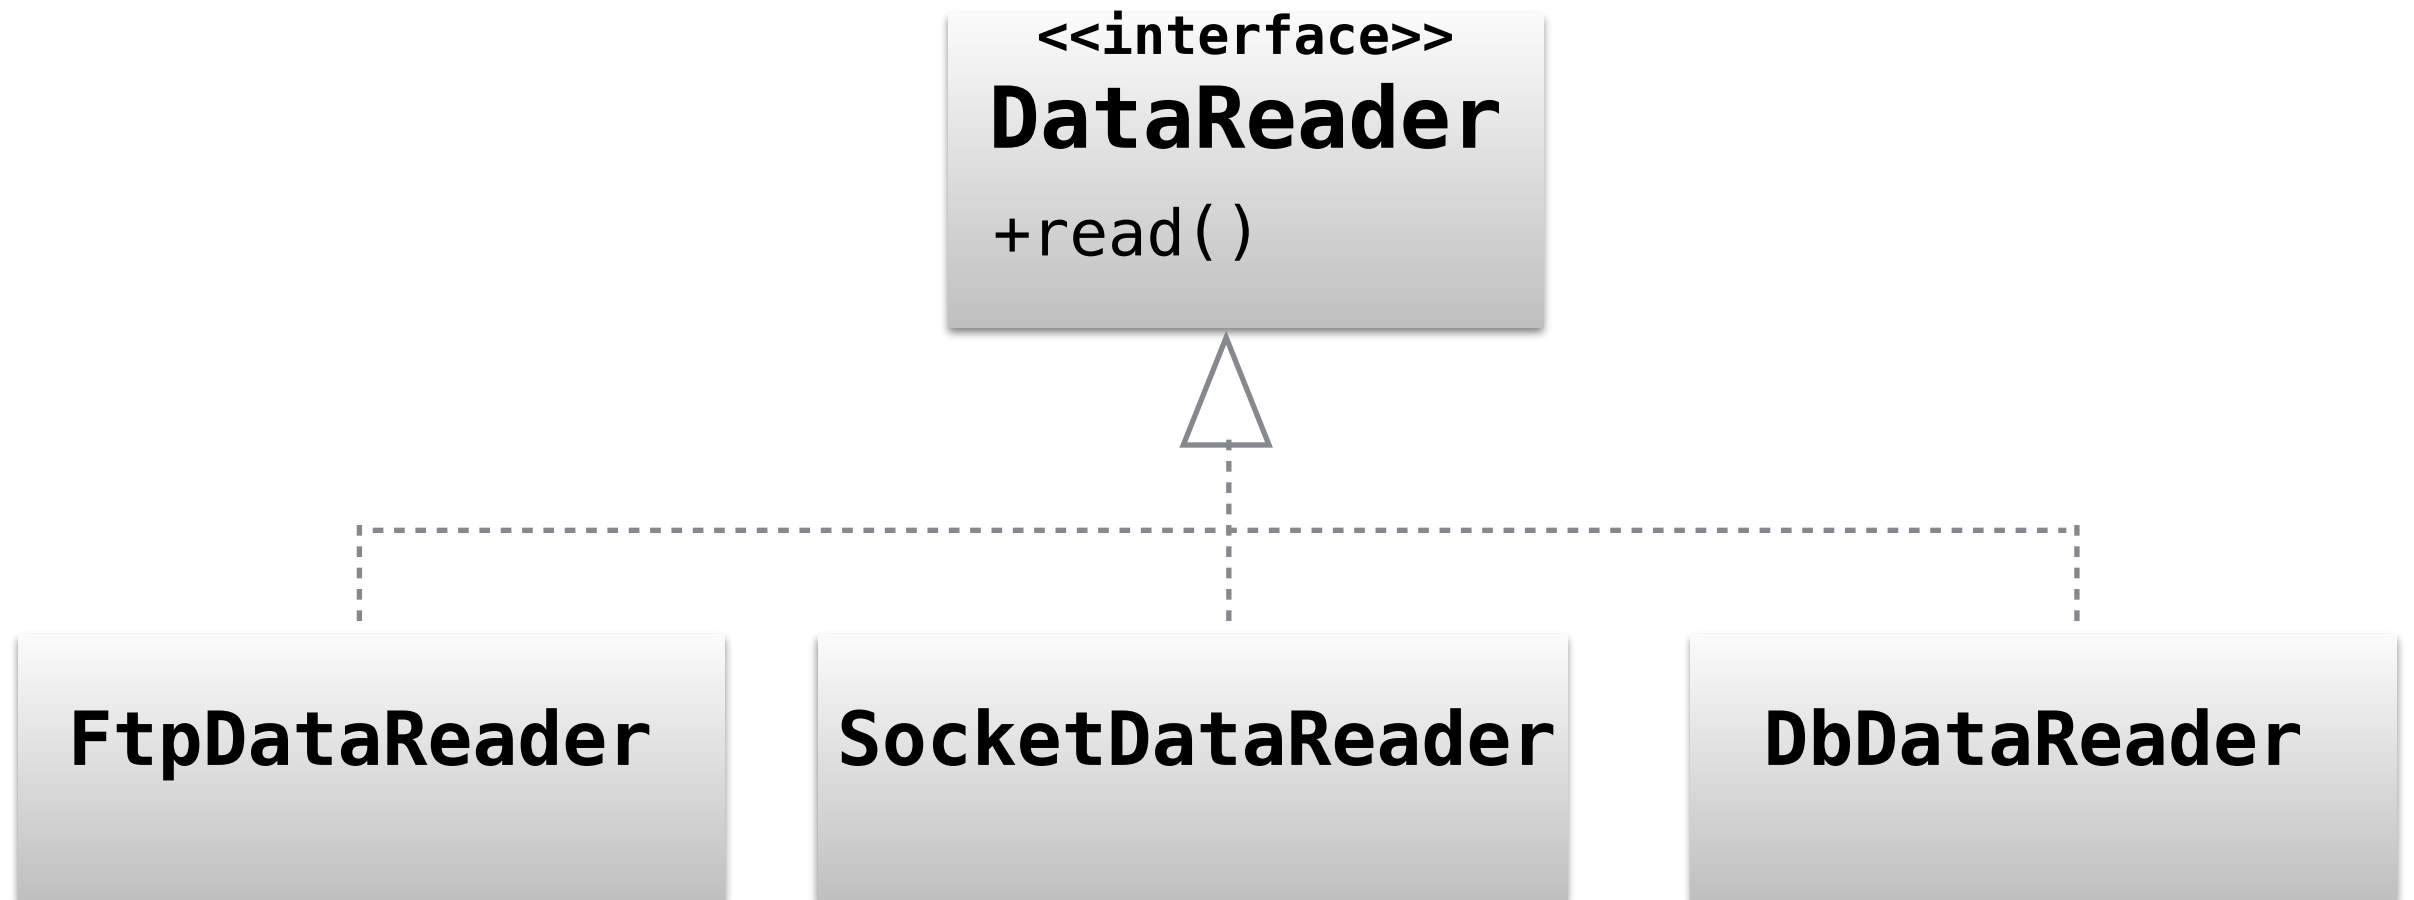 <<interface>>
DataReader
+read()
FtpDataReader
SocketDataReader
DbDataReader